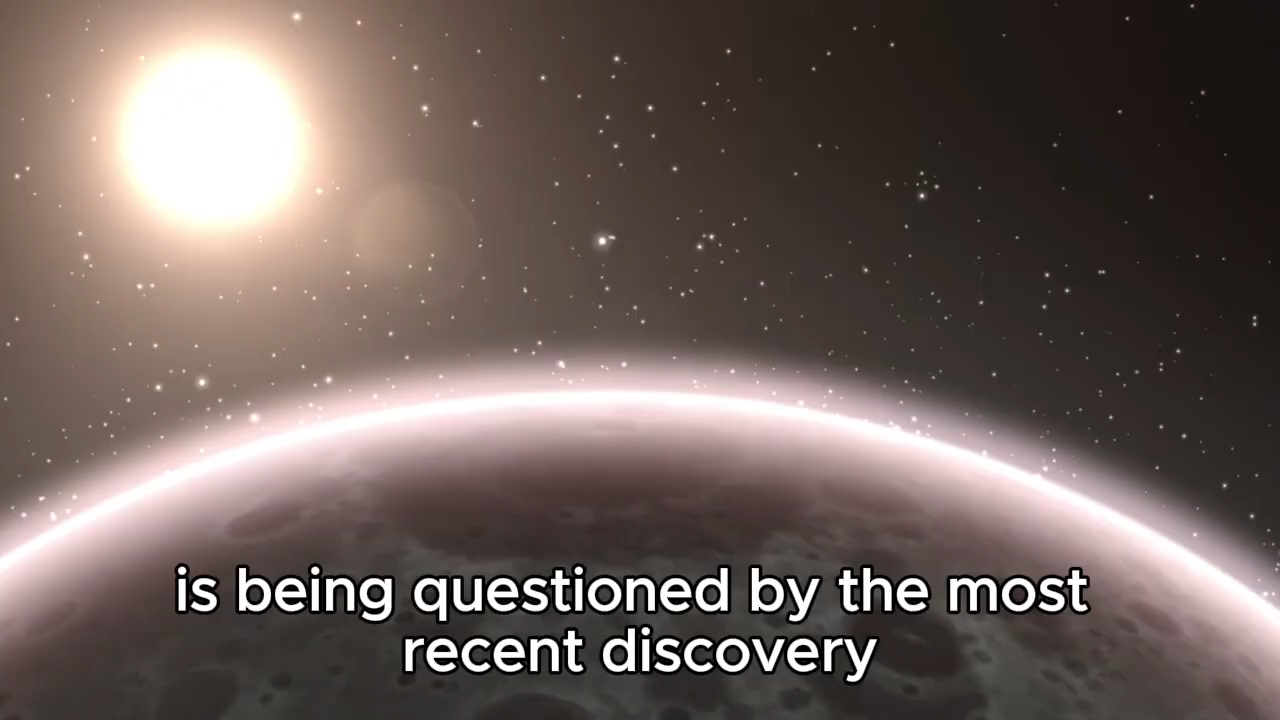 is being questioned by the most
recent discovery